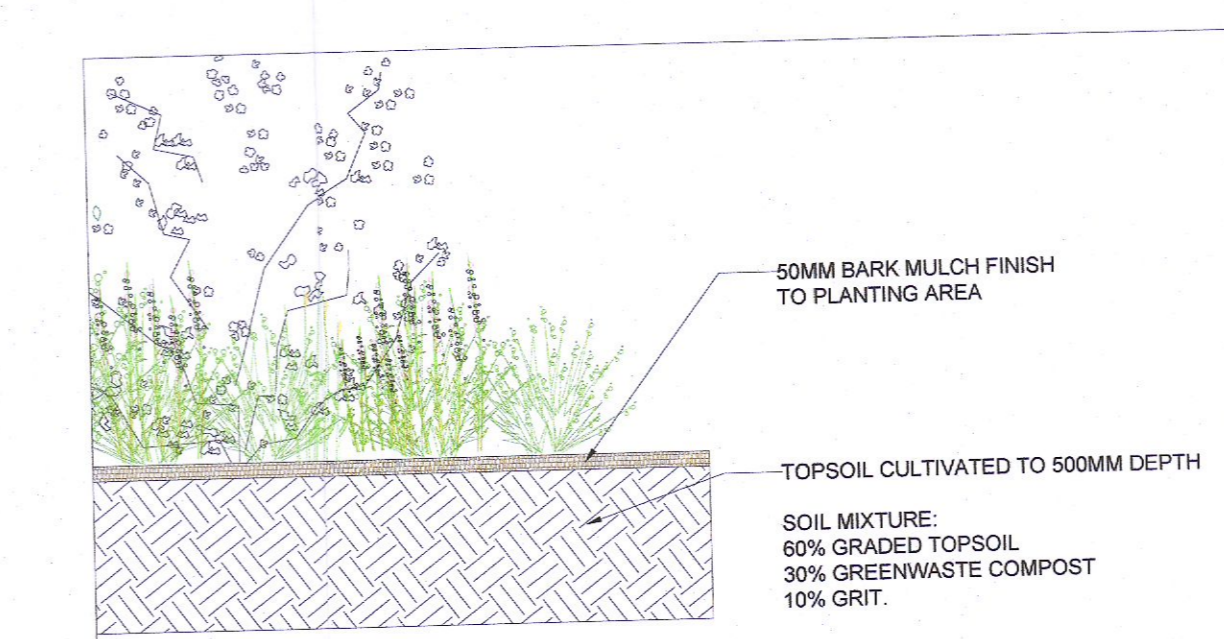 50MM BARK MULCH FINISH
TO PLANTING AREA
TOPSOIL CULTIVATED TO 500MM DEPTH
SOIL MIXTURE:
60% GRADED TOPSOIL
30% GREENWASTE COMPOST
10% GRIT.